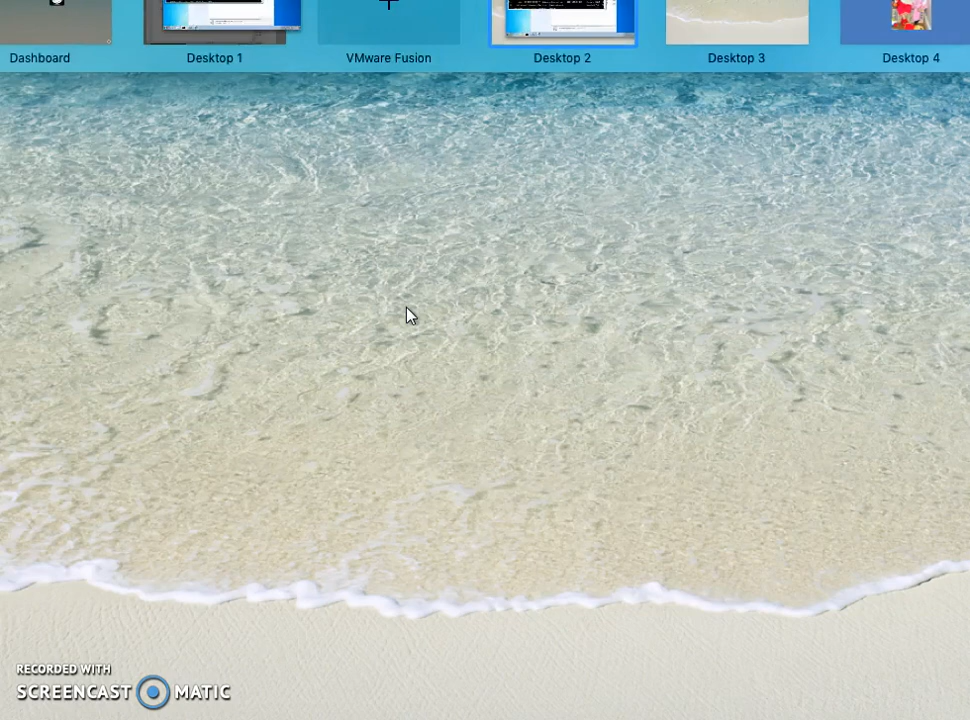 Dashboard
Desktop 1
VMware Fusion
Desktop 2
Desktop 3
Desktop 4
RECORDED WITH
SCREENCAST MATIC